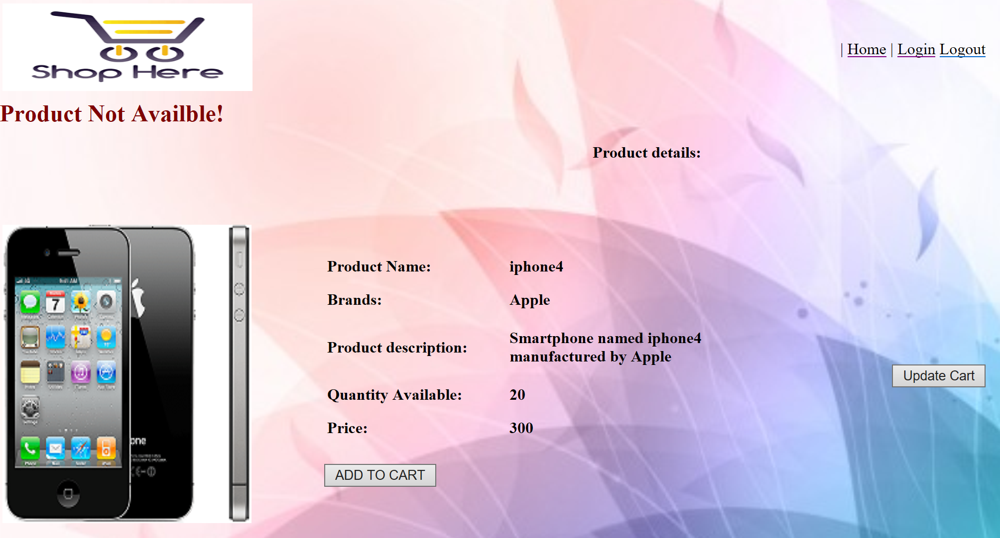 Shop Here
| Home | Login Logout
Product Not Availble!
Product details:
Product Name: iphone4
Brands: Apple
Product description: Smartphone named iphone4
manufactured by Apple
Update Cart
Quantity Available: 20
Price: 300
ADD TO CART
7